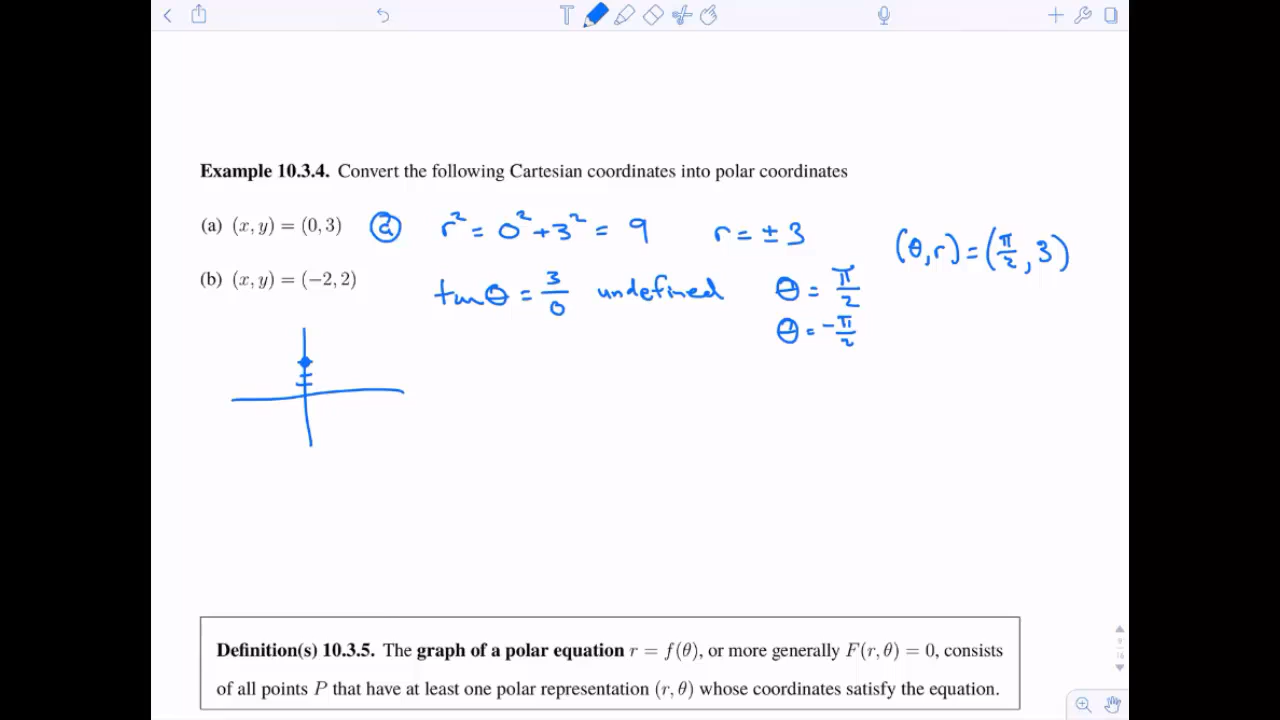 Example 10.3.4. Convert the following Cartesian coordinates into polar coordinates
(a) (x, y) = (0, 3)
ⓐ r² = 0² + 3² = 9 r = ± 3
(θ, r) = (π/2, 3)
(b) (x, y) = (−2, 2)
tan θ = 3/0 undefined θ = π/2
θ = −π/2
Definition(s) 10.3.5. The graph of a polar equation r = f(θ), or more generally F(r, θ) = 0, consists
of all points P that have at least one polar representation (r, θ) whose coordinates satisfy the equation.